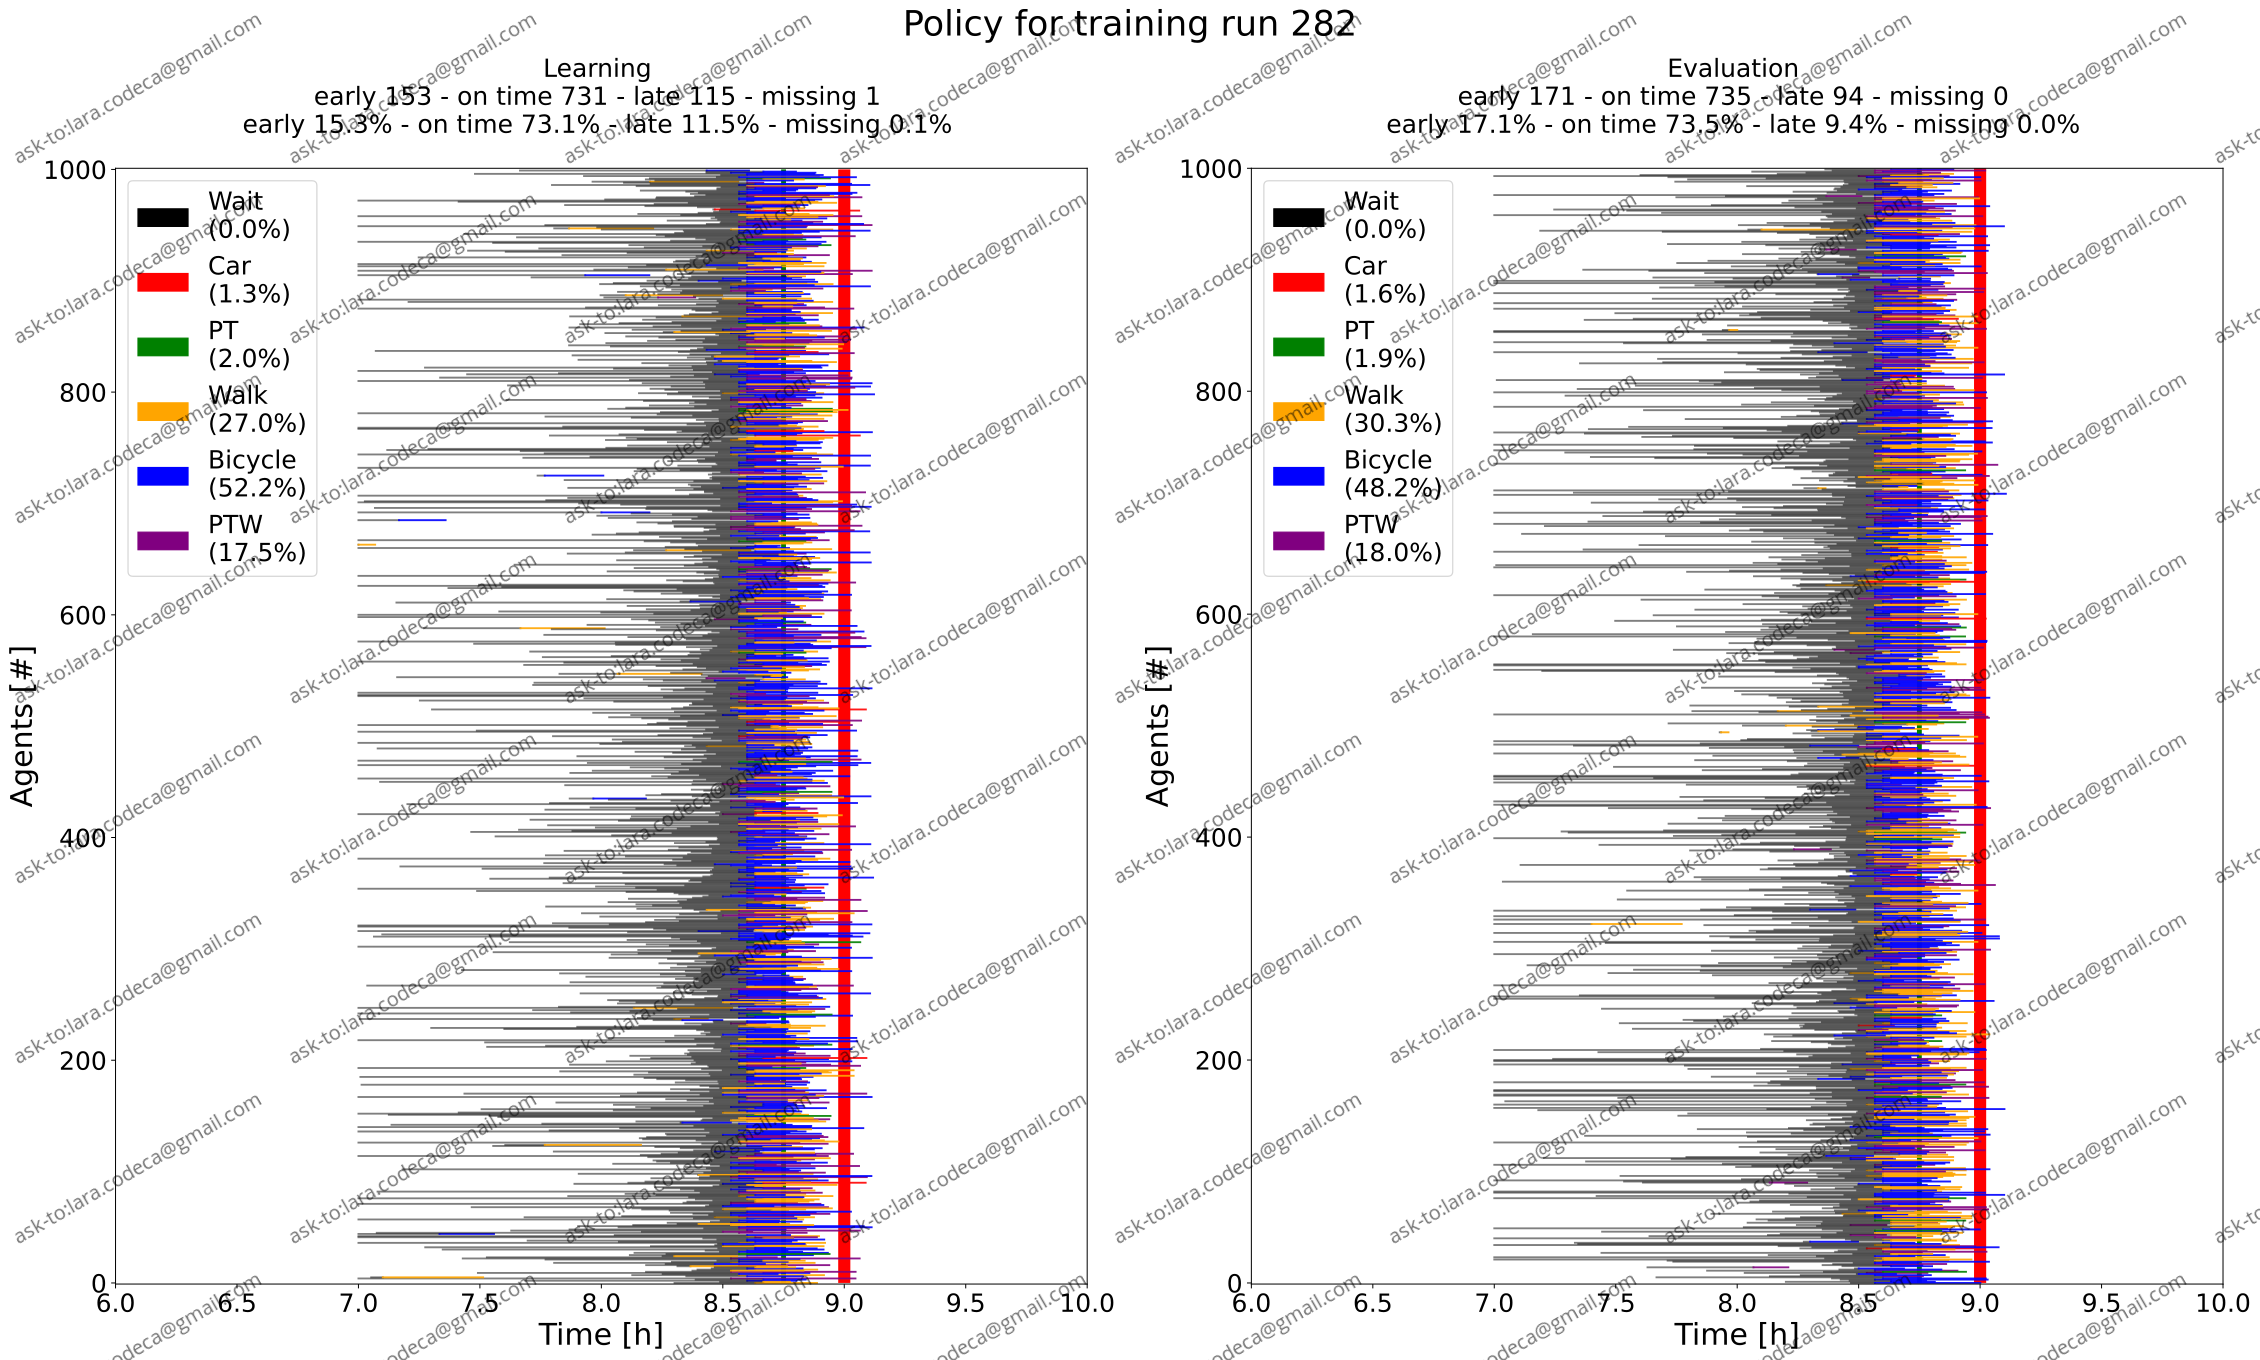 Policy for training run 282
Learning
early 153 - on time 731 - late 115 - missing 1
early 15.3% - on time 73.1% - late 11.5% - missing 0.1%
Wait
(0.0%)
Car
(1.3%)
PT
(2.0%)
Walk
(27.0%)
Bicycle
(52.2%)
PTW
(17.5%)
1000
800
600
400
200
0
Agents [#]
6.0 6.5 7.0 7.5 8.0 8.5 9.0 9.5 10.0
Time [h]
Evaluation
early 171 - on time 735 - late 94 - missing 0
early 17.1% - on time 73.5% - late 9.4% - missing 0.0%
Wait
(0.0%)
Car
(1.6%)
PT
(1.9%)
Walk
(30.3%)
Bicycle
(48.2%)
PTW
(18.0%)
1000
800
600
400
200
0
Agents [#]
6.0 6.5 7.0 7.5 8.0 8.5 9.0 9.5 10.0
Time [h]
ask-to:lara.codeca@gmail.com